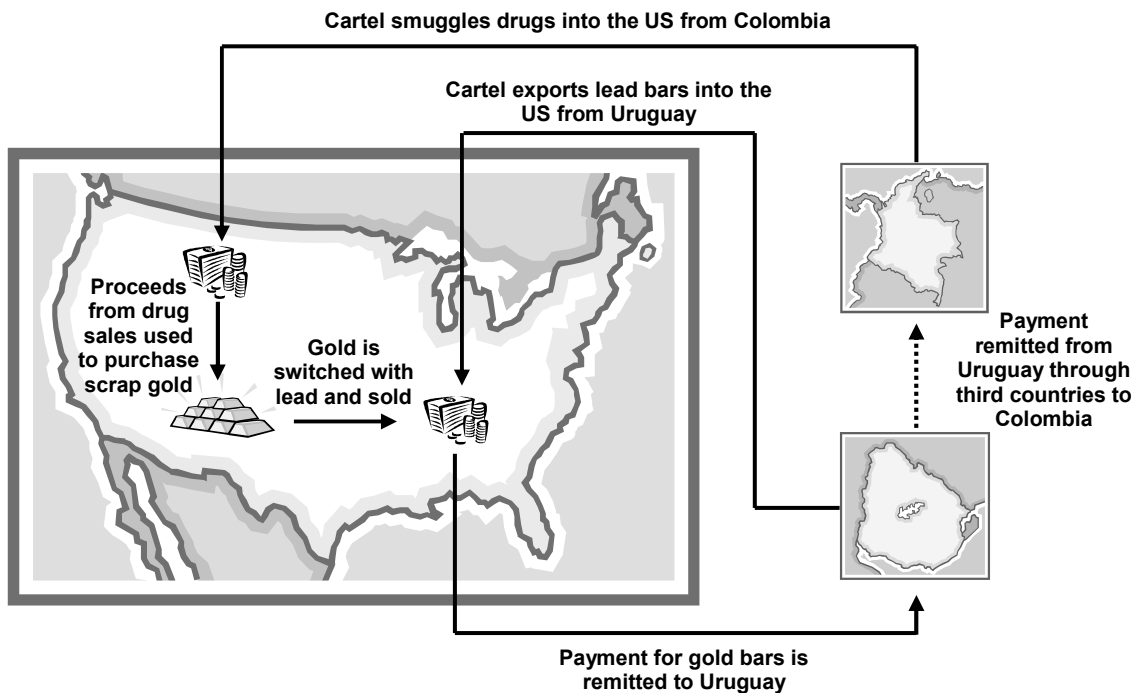 Cartel smuggles drugs into the US from Colombia
Cartel exports lead bars into the
US from Uruguay
Proceeds
from drug
sales used
to purchase
scrap gold
Gold is
switched with
lead and sold
Payment
remitted from
Uruguay through
third countries to
Colombia
Payment for gold bars is
remitted to Uruguay